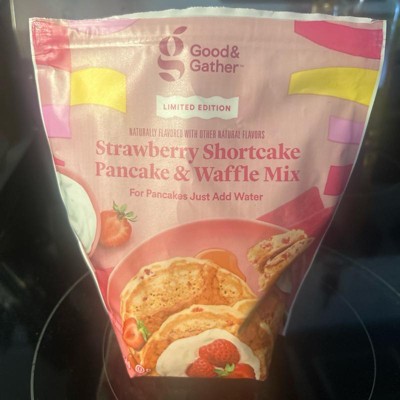 Good&
Gather™
LIMITED EDITION
NATURALLY FLAVORED WITH OTHER NATURAL FLAVORS
Strawberry Shortcake
Pancake & Waffle Mix
For Pancakes Just Add Water